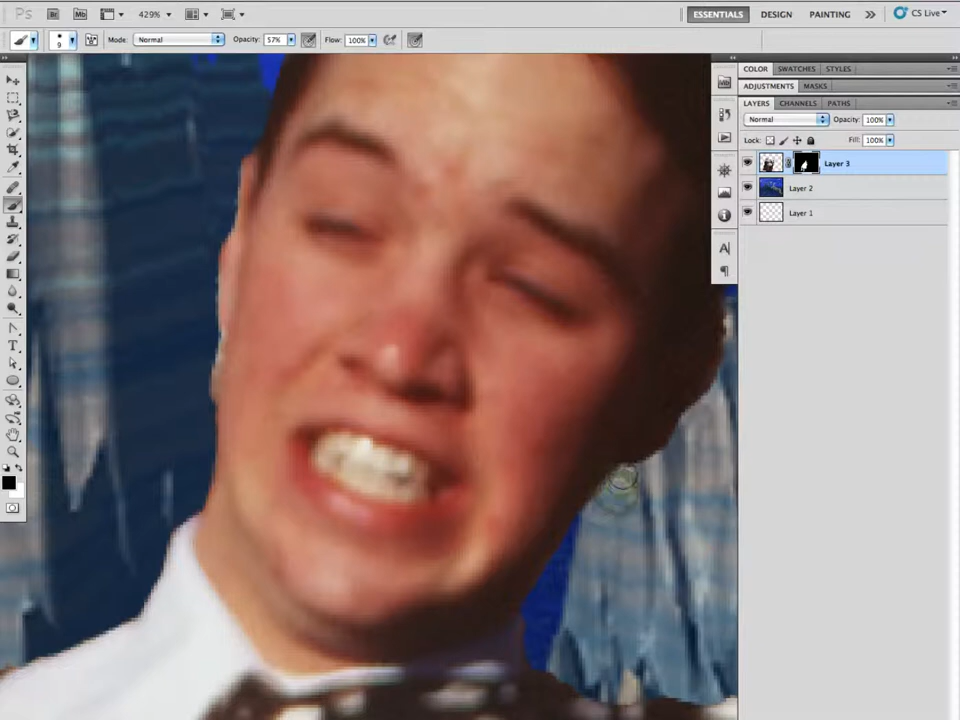 Ps Br Mb 429% ESSENTIALS DESIGN PAINTING CS Live
9 Mode: Normal Opacity: 57% Flow: 100%
COLOR SWATCHES STYLES
ADJUSTMENTS MASKS
LAYERS CHANNELS PATHS
Normal Opacity: 100%
Lock: Fill: 100%
Layer 3
Layer 2
Layer 1